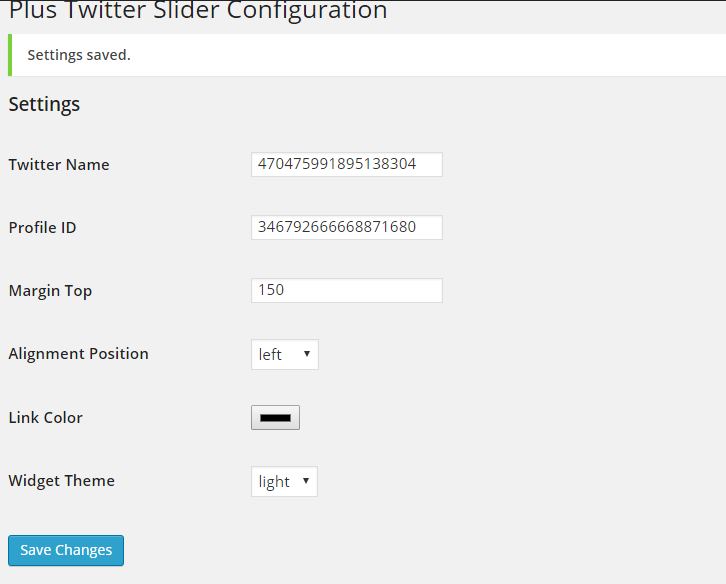 Plus Twitter Slider Configuration
Settings saved.
Settings
Twitter Name 470475991895138304
Profile ID 346792666668871680
Margin Top 150
Alignment Position left
Link Color
Widget Theme light
Save Changes